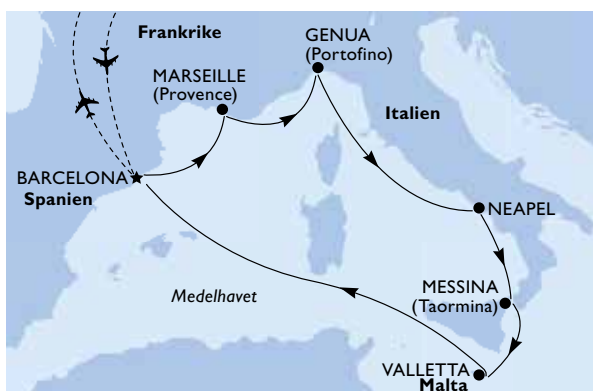 Frankrike
GENUA
(Portofino)
MARSEILLE
(Provence)
Italien
BARCELONA
Spanien
NEAPEL
MESSINA
(Taormina)
Medelhavet
VALLETTA
Malta